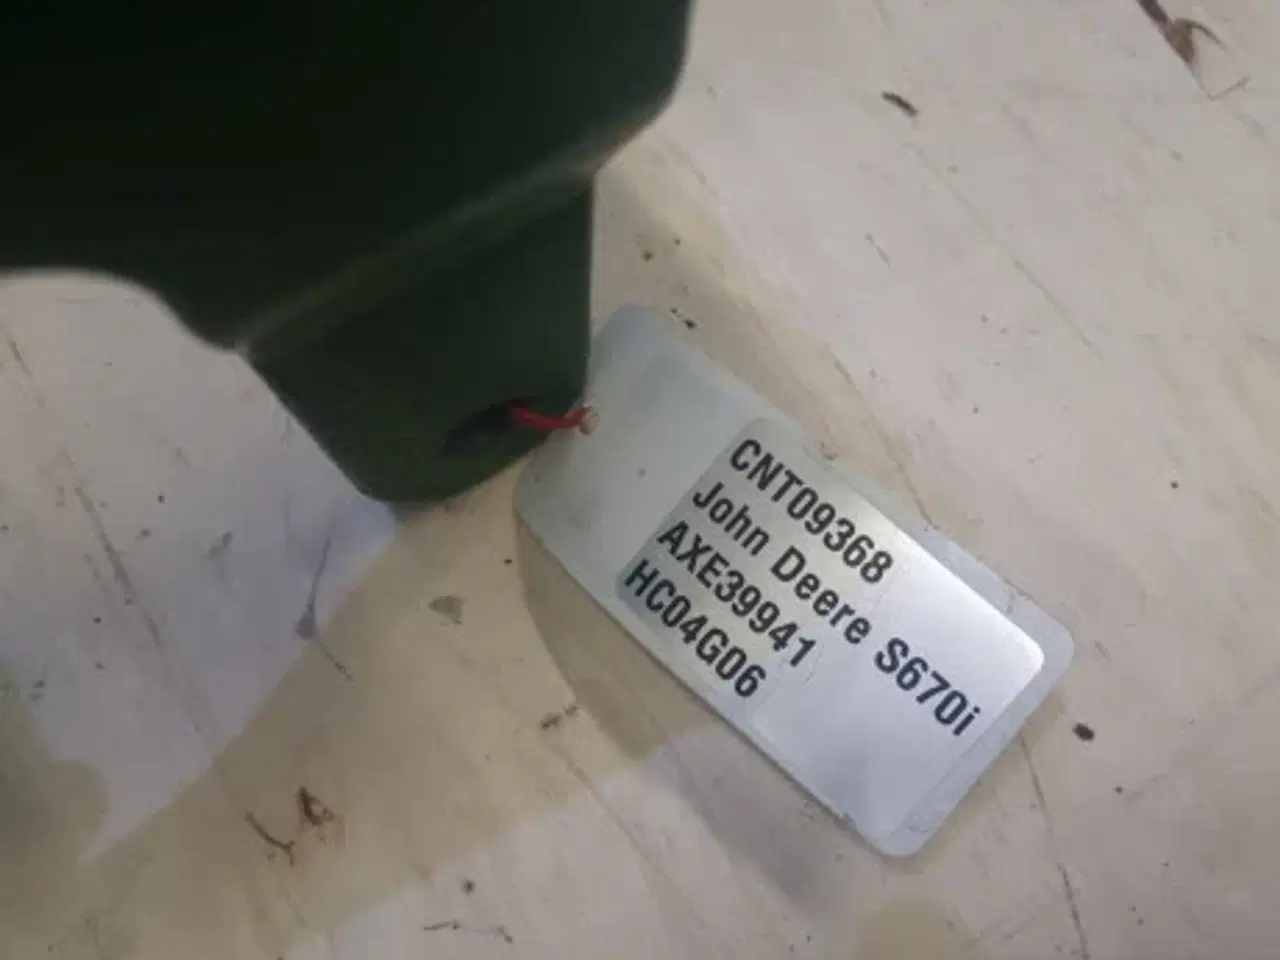 CNT09368
John Deere S670i
AXE39941
HC04G06